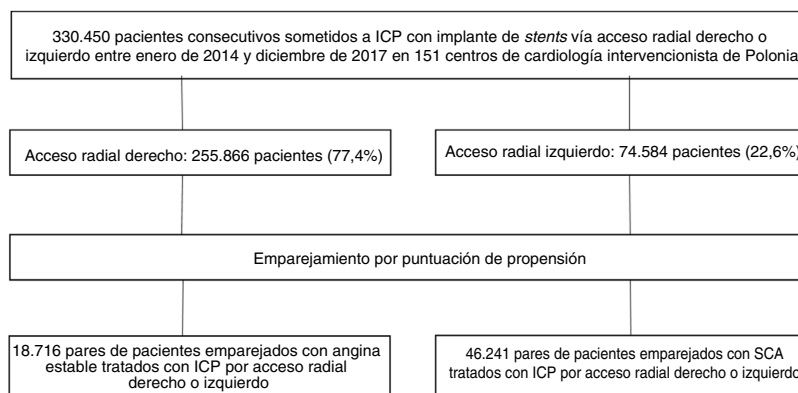 330.450 pacientes consecutivos sometidos a ICP con implante de stents vía acceso radial derecho o
izquierdo entre enero de 2014 y diciembre de 2017 en 151 centros de cardiología intervencionista de Polonia
Acceso radial derecho: 255.866 pacientes (77,4%)
Acceso radial izquierdo: 74.584 pacientes (22,6%)
Emparejamiento por puntuación de propensión
18.716 pares de pacientes emparejados con angina
estable tratados con ICP por acceso radial
derecho o izquierdo
46.241 pares de pacientes emparejados con SCA
tratados con ICP por acceso radial derecho o izquierdo